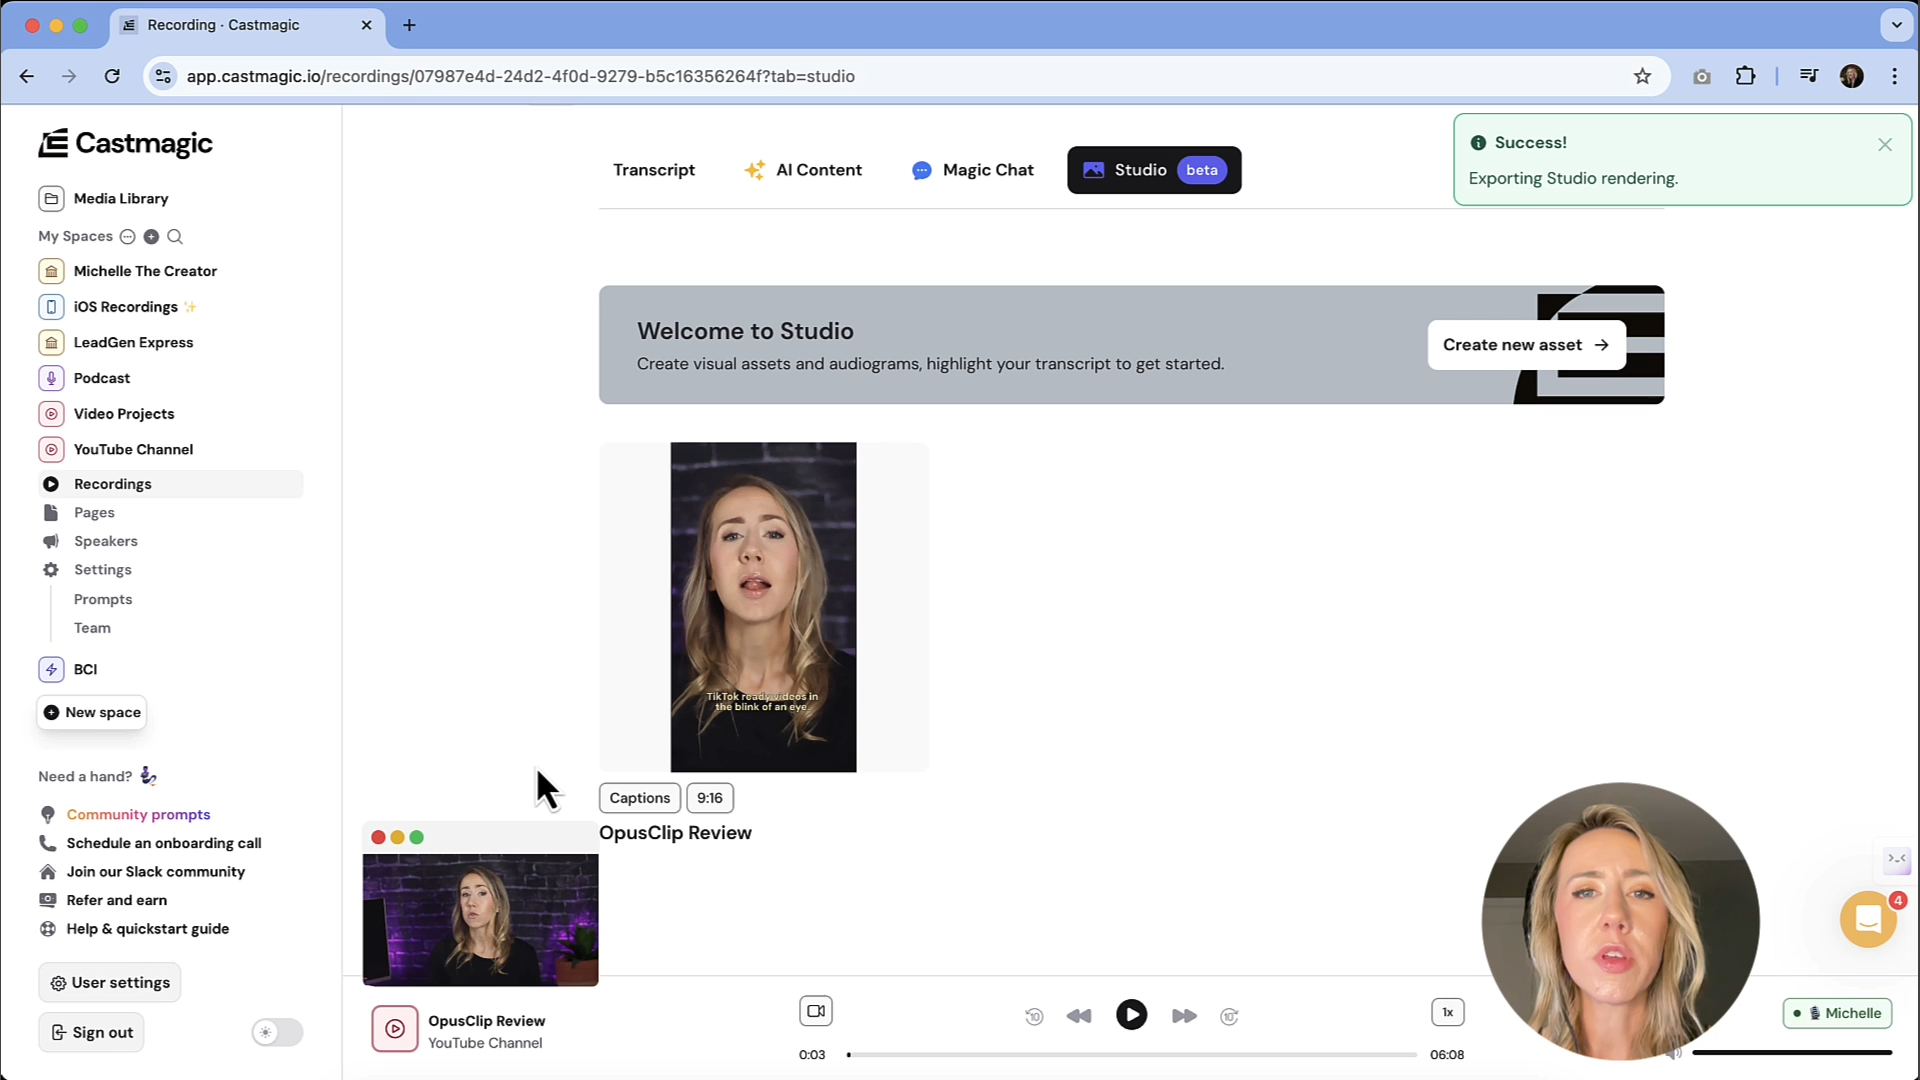 Recording · Castmagic
app.castmagic.io/recordings/07987e4d-24d2-4f0d-9279-b5c16356264f?tab=studio
Castmagic
Media Library
My Spaces
Michelle The Creator
iOS Recordings
LeadGen Express
Podcast
Video Projects
YouTube Channel
Recordings
Pages
Speakers
Settings
Prompts
Team
BCI
New space
Need a hand?
Community prompts
Schedule an onboarding call
Join our Slack community
Refer and earn
Help & quickstart guide
User settings
Sign out
Transcript
AI Content
Magic Chat
Studio beta
Success!
Exporting Studio rendering.
Welcome to Studio
Create visual assets and audiograms, highlight your transcript to get started.
Create new asset
TikTok ready videos in
the blink of an eye.
Captions
9:16
OpusClip Review
OpusClip Review
YouTube Channel
10
10
1x
0:03
06:08
4
Michelle